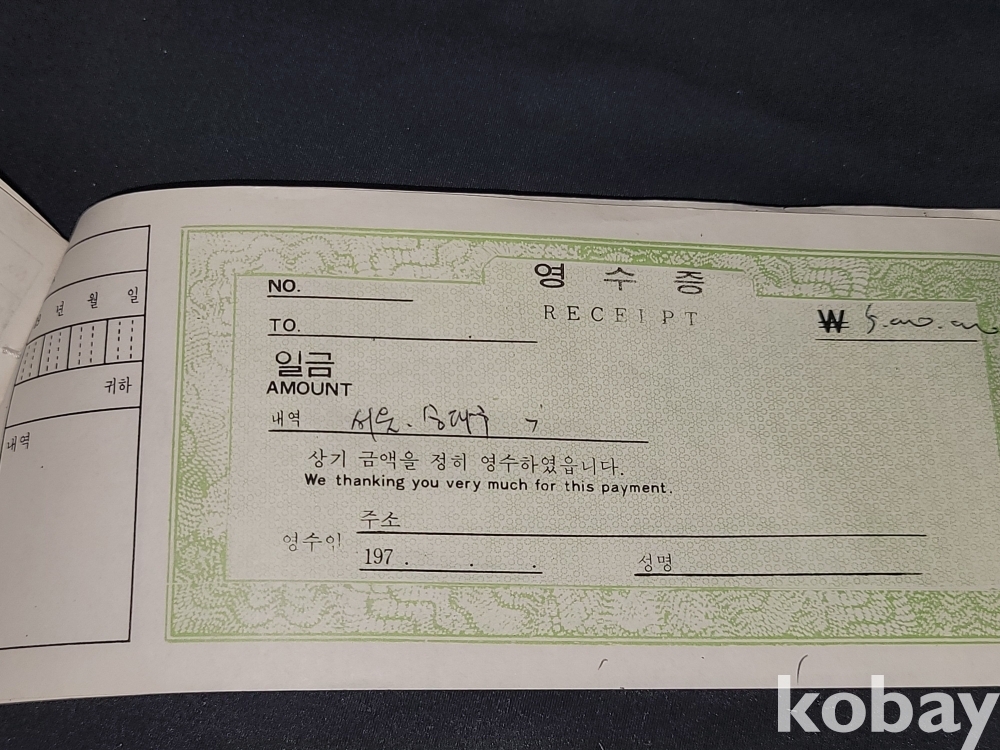 년 월 일
귀하
내역
영 수 증
RECEIPT
NO.
TO.
₩
일금
AMOUNT
내역 서울.
상기 금액을 정히 영수하였읍니다.
We thanking you very much for this payment.
주소
영수인
197 . . .
성명
kobay